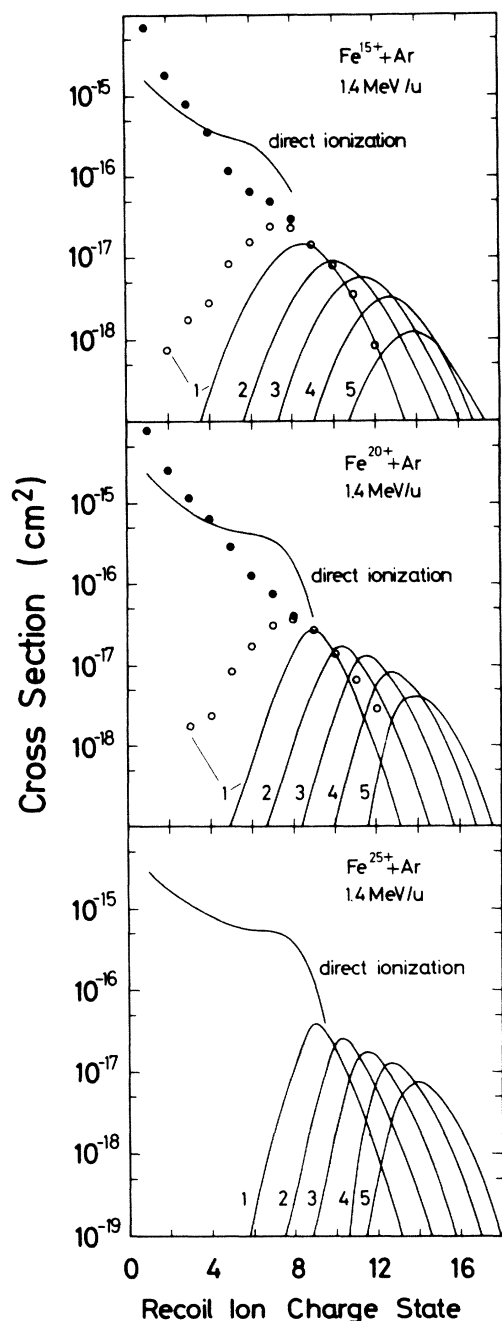 Fe15+ + Ar
1.4 MeV/u
direct ionization
10-15
10-16
10-17
10-18
1 2 3 4 5
Fe20+ + Ar
1.4 MeV/u
direct ionization
10-15
10-16
10-17
10-18
1 2 3 4 5
Fe25+ + Ar
1.4 MeV/u
direct ionization
10-15
10-16
10-17
10-18
10-19
1 2 3 4 5
0 4 8 12 16
Cross Section (cm2)
Recoil Ion Charge State